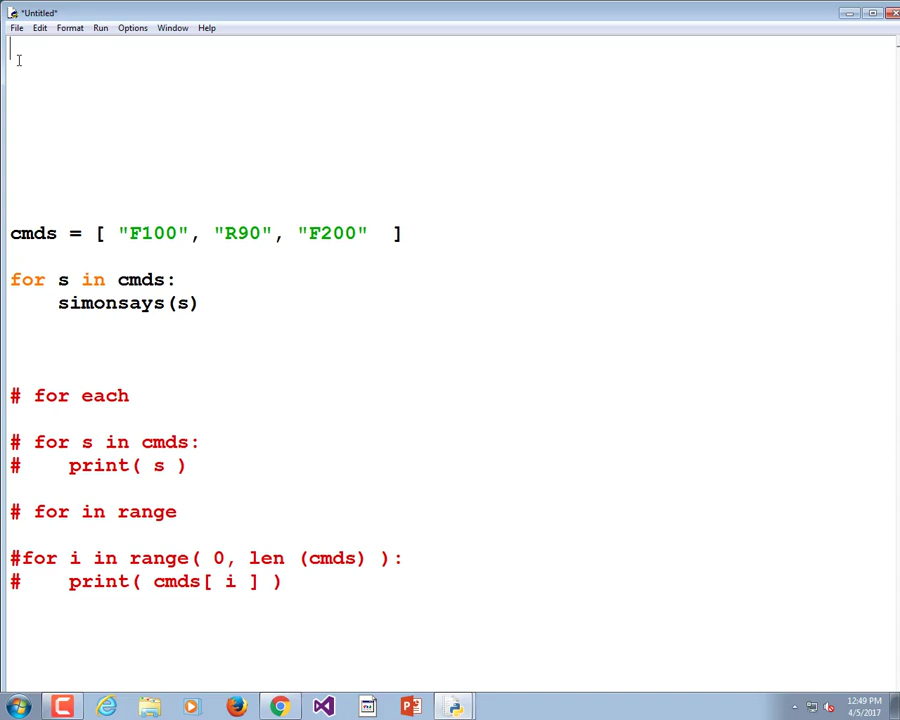 *Untitled*
File Edit Format Run Options Window Help
cmds = [ "F100", "R90", "F200"  ]
for s in cmds:
    simonsays(s)
# for each
# for s in cmds:
#    print( s )
# for in range
#for i in range( 0, len (cmds) ):
#    print( cmds[ i ] )
12:49 PM
4/5/2017